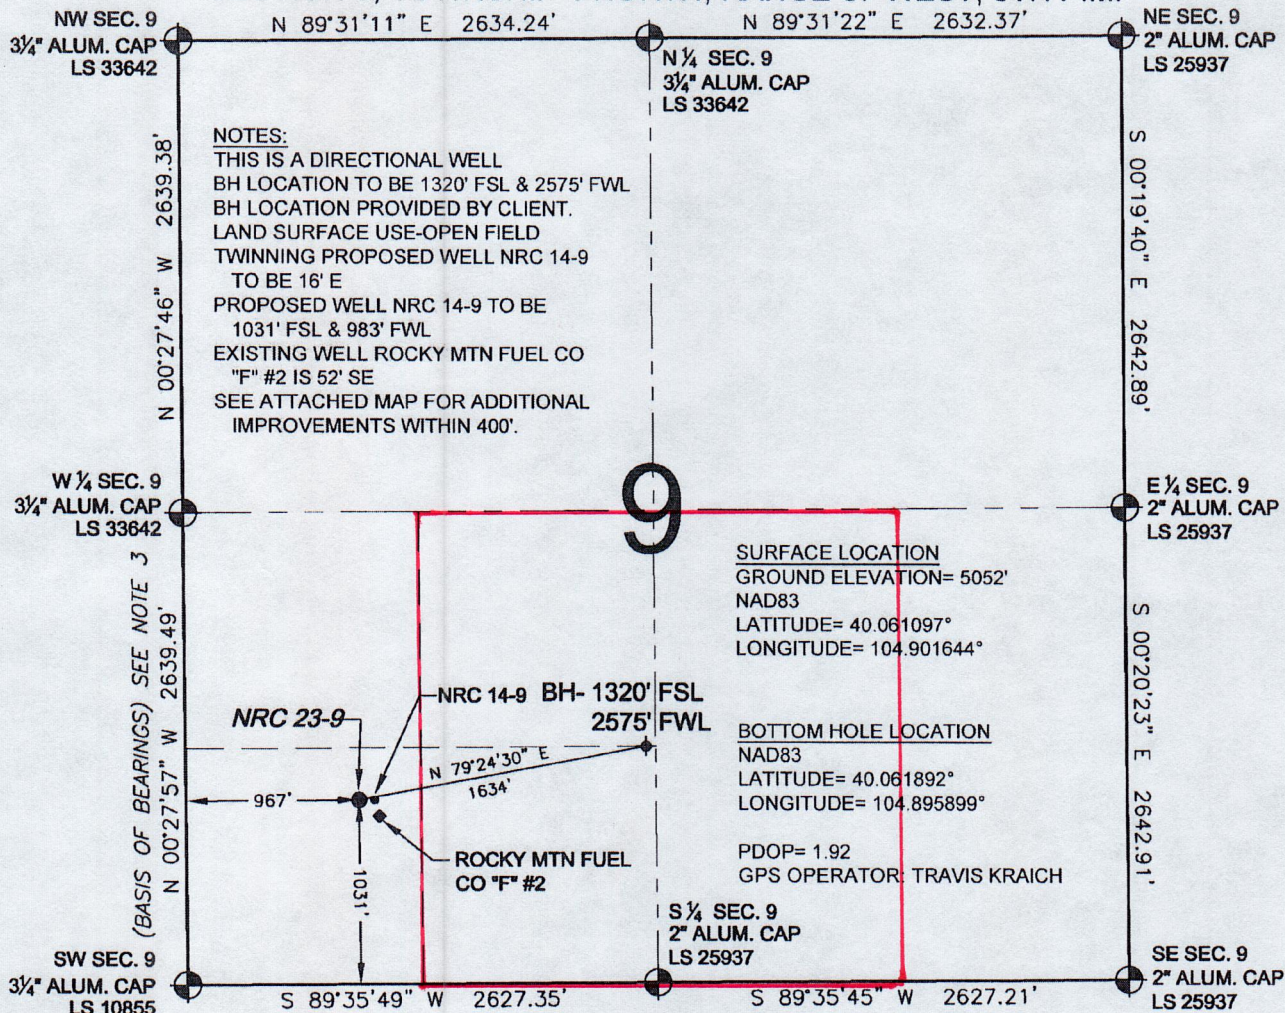 N 89°31'11" E 2634.24'
N 89°31'22" E 2632.37'
NW SEC. 9
3¼" ALUM. CAP
LS 33642
N ¼ SEC. 9
3¼" ALUM. CAP
LS 33642
NE SEC. 9
2" ALUM. CAP
LS 25937
NOTES:
THIS IS A DIRECTIONAL WELL
BH LOCATION TO BE 1320' FSL & 2575' FWL
BH LOCATION PROVIDED BY CLIENT.
LAND SURFACE USE-OPEN FIELD
TWINNING PROPOSED WELL NRC 14-9
TO BE 16' E
PROPOSED WELL NRC 14-9 TO BE
1031' FSL & 983' FWL
EXISTING WELL ROCKY MTN FUEL CO
"F" #2 IS 52' SE
SEE ATTACHED MAP FOR ADDITIONAL
IMPROVEMENTS WITHIN 400'.
N 00°27'46" W 2639.38'
S 00°19'40" E 2642.89'
W ¼ SEC. 9
3¼" ALUM. CAP
LS 33642
9
E ¼ SEC. 9
2" ALUM. CAP
LS 25937
SURFACE LOCATION
GROUND ELEVATION= 5052'
NAD83
LATITUDE= 40.061097°
LONGITUDE= 104.901644°
(BASIS OF BEARINGS) SEE NOTE 3
N 00°27'57" W 2639.49'
S 00°20'23" E 2642.91'
NRC 23-9
NRC 14-9
BH- 1320' FSL
2575' FWL
N 79°24'30" E
1634'
967'
1031'
ROCKY MTN FUEL
CO "F" #2
BOTTOM HOLE LOCATION
NAD83
LATITUDE= 40.061892°
LONGITUDE= 104.895899°
PDOP= 1.92
GPS OPERATOR: TRAVIS KRAICH
S ¼ SEC. 9
2" ALUM. CAP
LS 25937
SW SEC. 9
3¼" ALUM. CAP
LS 10855
SE SEC. 9
2" ALUM. CAP
LS 25937
S 89°35'49" W 2627.35'
S 89°35'45" W 2627.21'